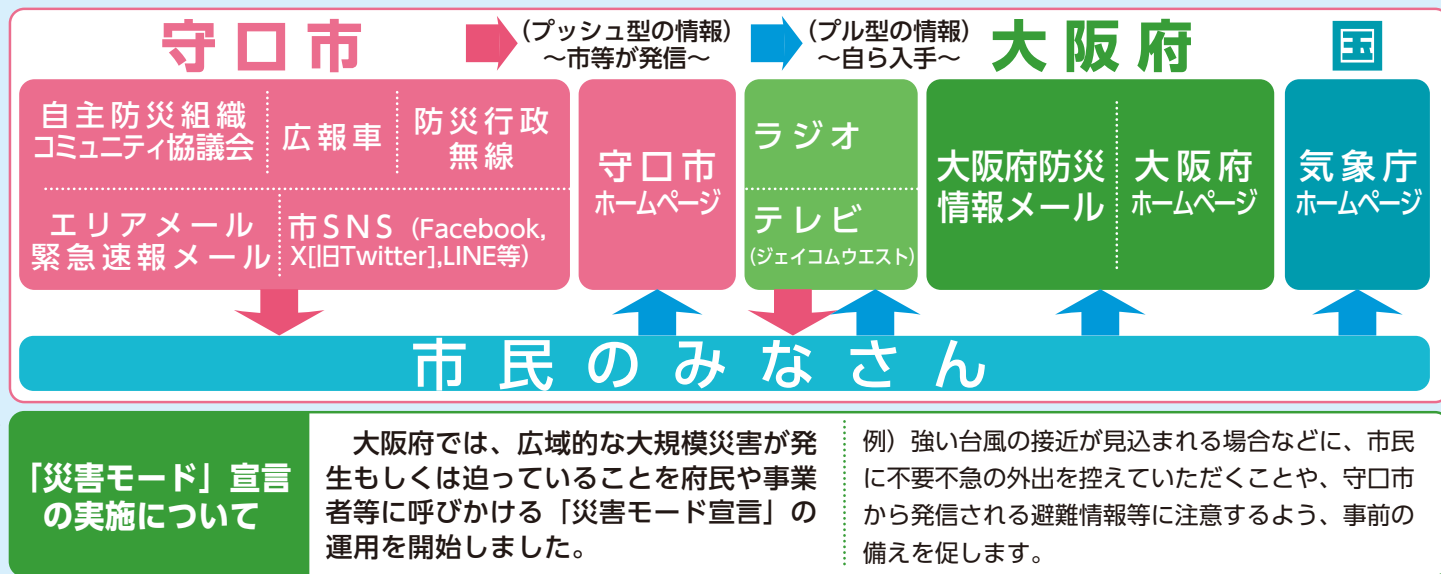 守口市
(プッシュ型の情報)
～市等が発信～
(プル型の情報)
～自ら入手～
大阪府
国
自主防災組織
コミュニティ協議会
広報車
防災行政
無線
エリアメール
緊急速報メール
市SNS（Facebook,
X[旧Twitter],LINE等）
守口市
ホームページ
ラジオ
テレビ
(ジェイコムウエスト)
大阪府防災
情報メール
大阪府
ホームページ
気象庁
ホームページ
市民のみなさん
「災害モード」宣言
の実施について
大阪府では、広域的な大規模災害が発
生もしくは迫っていることを府民や事業
者等に呼びかける「災害モード宣言」の
運用を開始しました。
例）強い台風の接近が見込まれる場合などに、市民
に不要不急の外出を控えていただくことや、守口市
から発信される避難情報等に注意するよう、事前の
備えを促します。